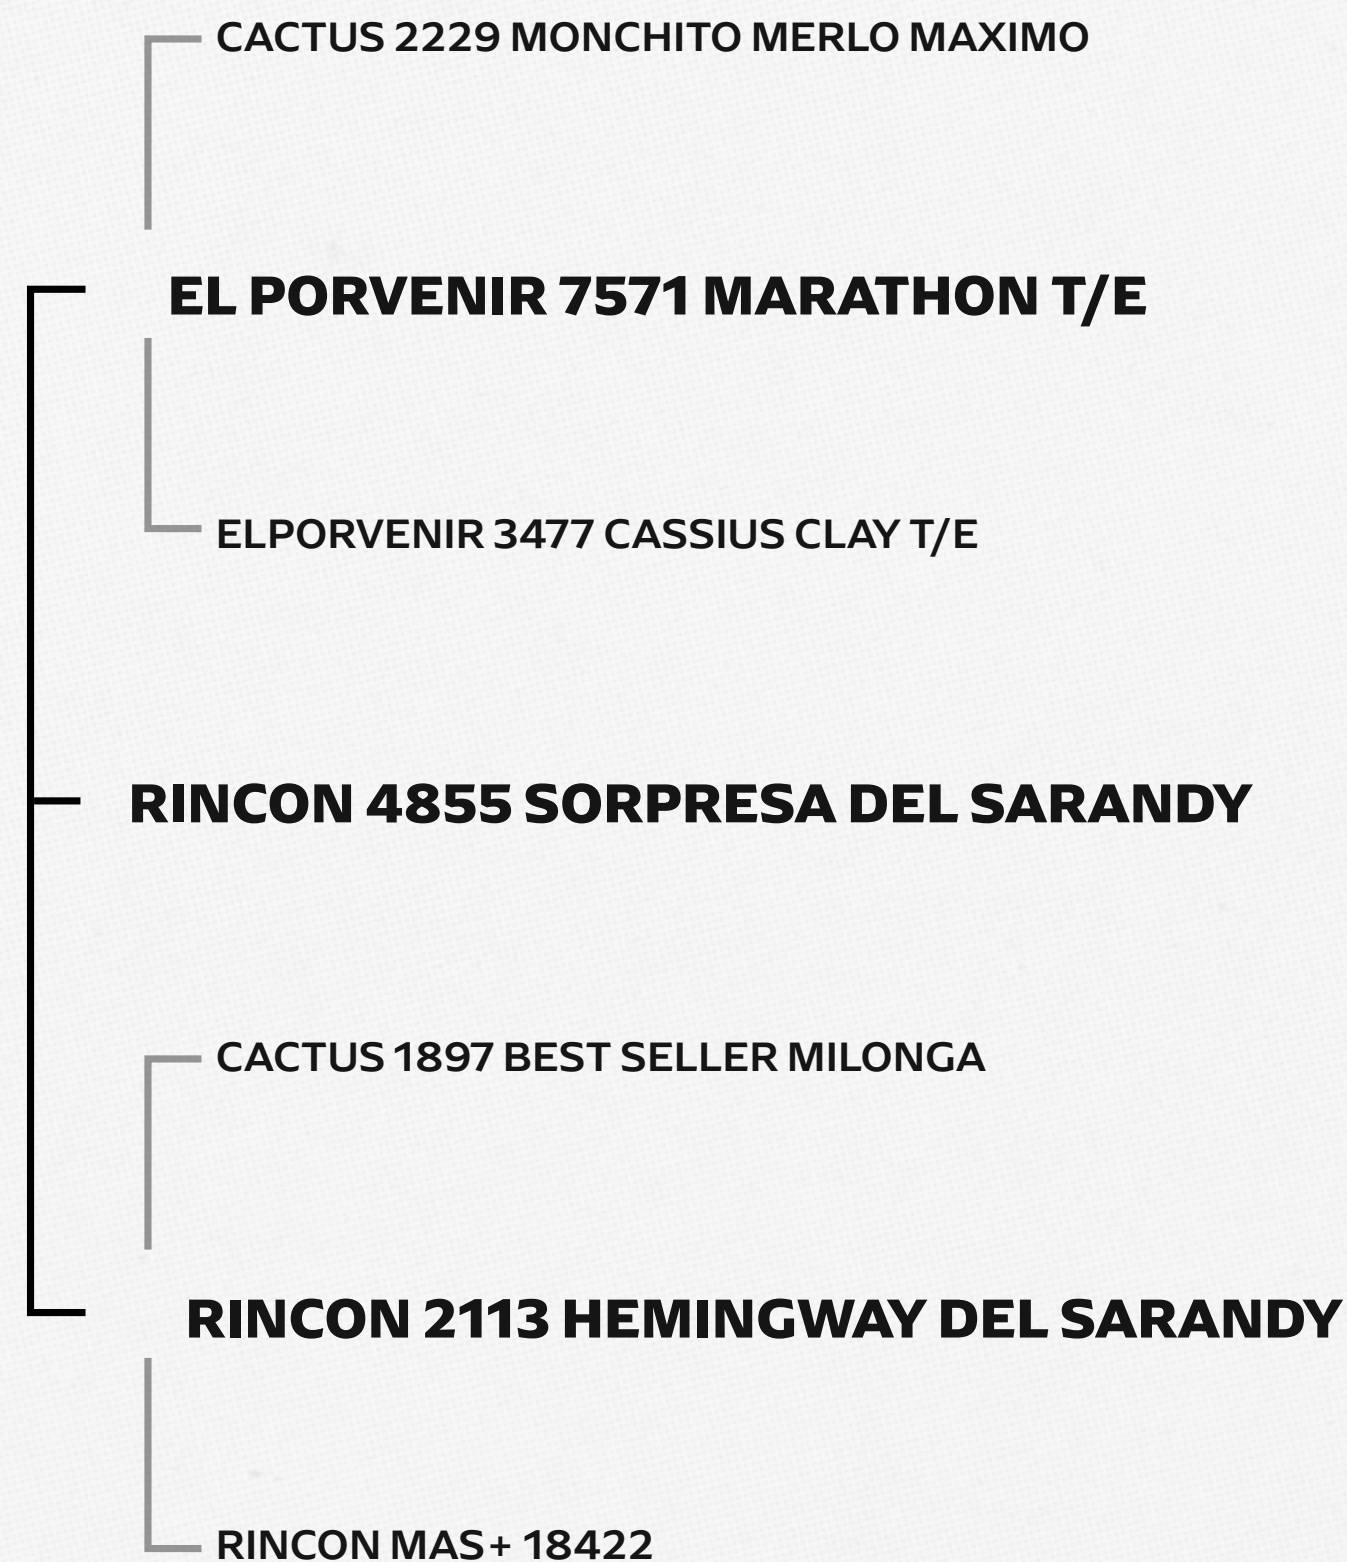 CACTUS 2229 MONCHITO MERLO MAXIMO
EL PORVENIR 7571 MARATHON T/E
ELPORVENIR 3477 CASSIUS CLAY T/E
RINCON 4855 SORPRESA DEL SARANDY
CACTUS 1897 BEST SELLER MILONGA
RINCON 2113 HEMINGWAY DEL SARANDY
RINCON MAS+ 18422